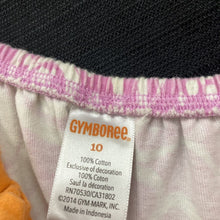 GYMBOREE
10
100% Cotton
Exclusive of decoration
100% Coton
Sauf la décoration
RN70530/CA31802
©2014 GYM-MARK, INC.
Made in Indonesia